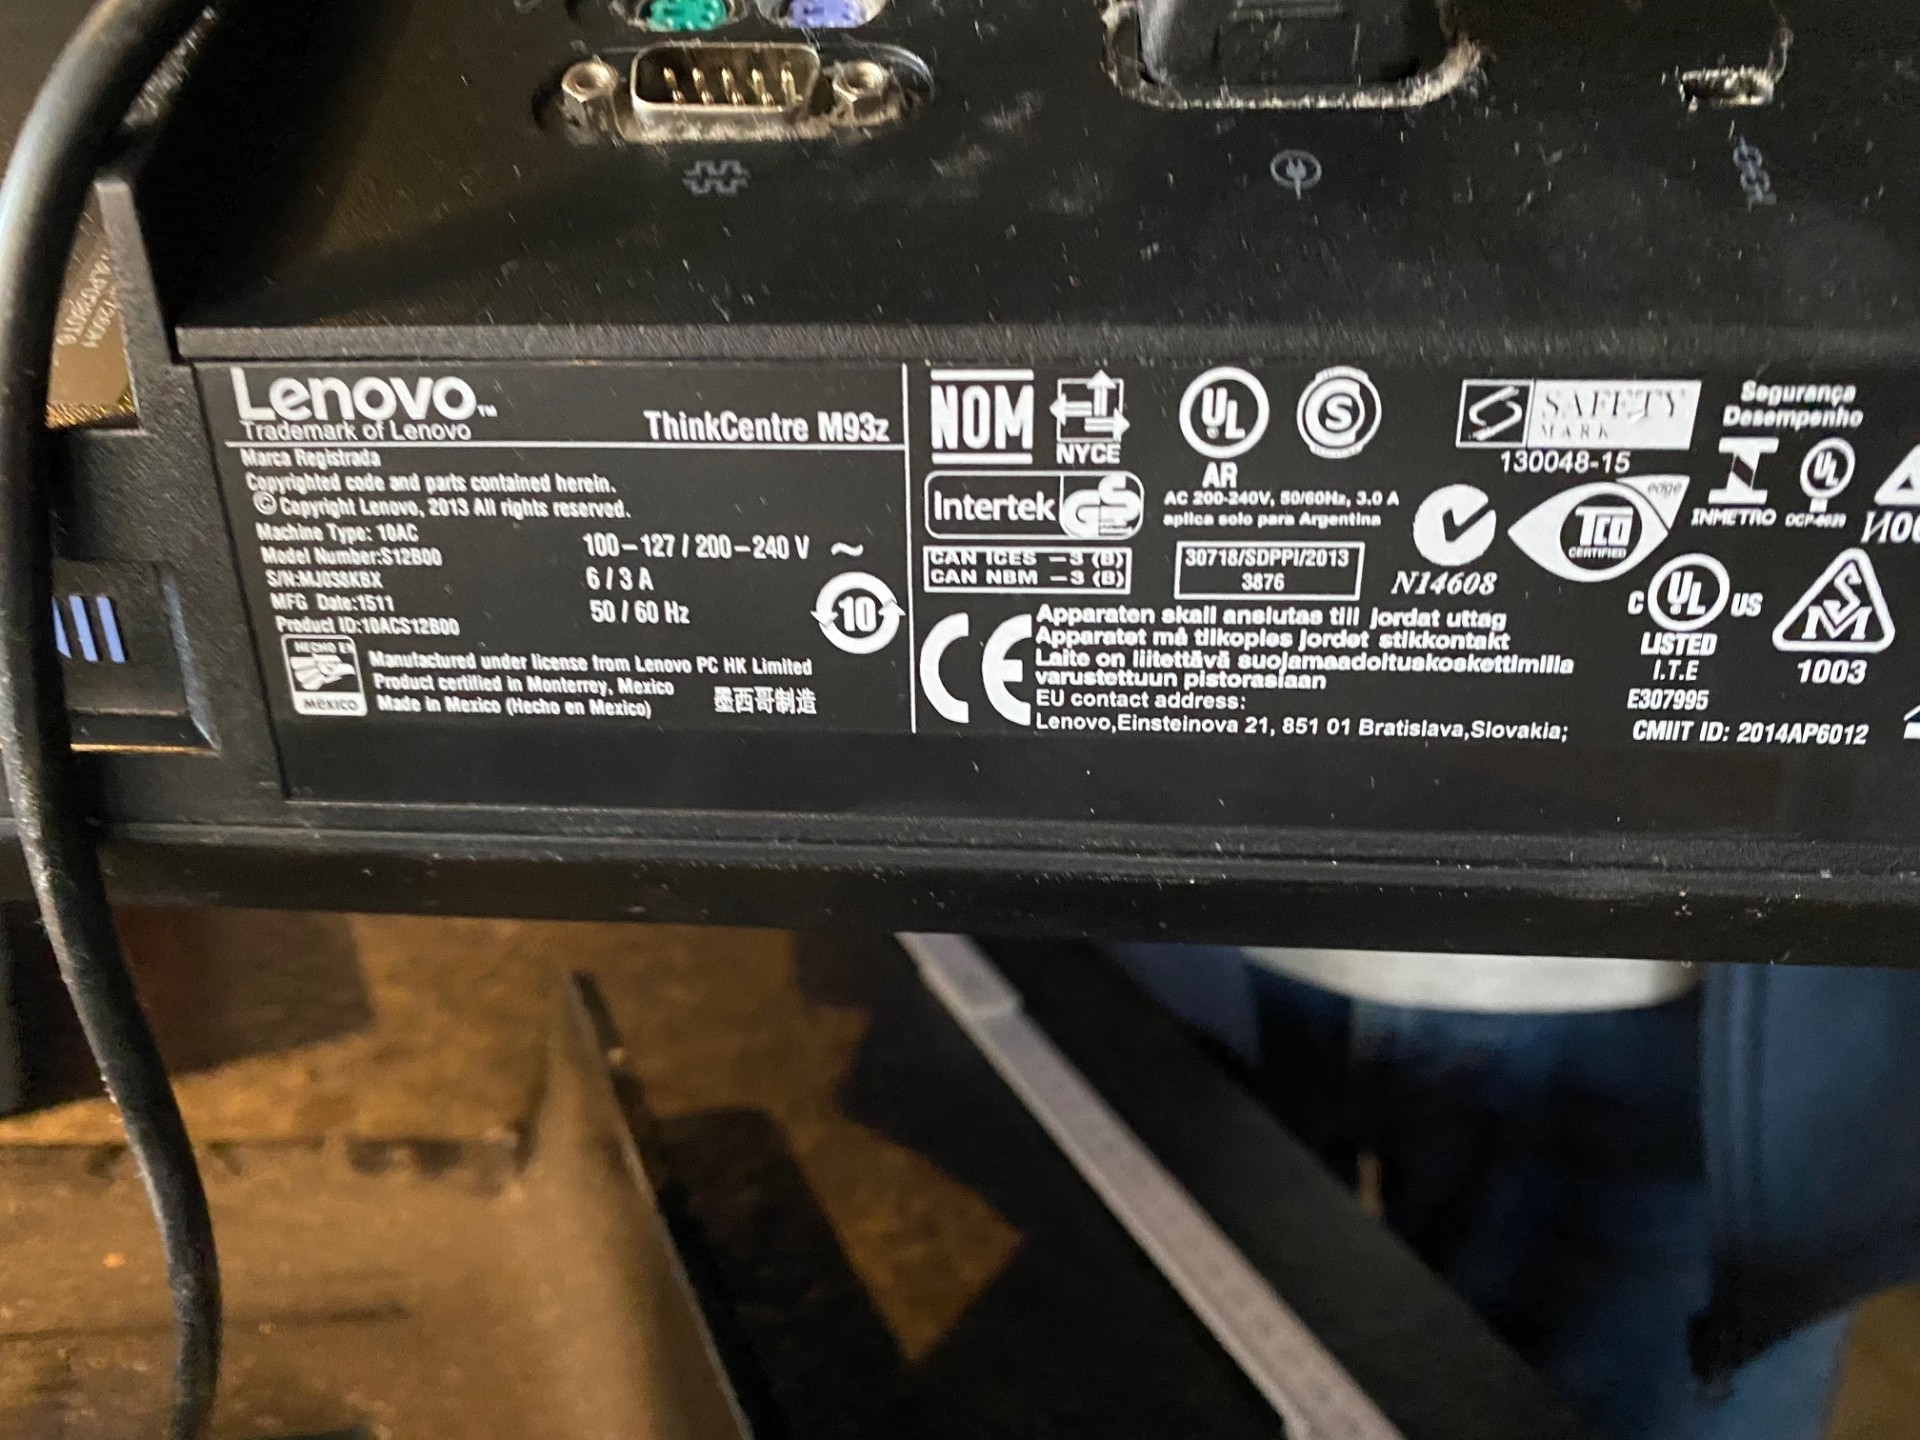 Lenovo™
Trademark of Lenovo
ThinkCentre M93z
Marca Registrada
Copyrighted code and parts contained herein.
© Copyright Lenovo, 2013 All rights reserved.
Machine Type: 10AC
Model Number:S12B00
S/N:MJ03SKBX
MFG Date:1511
Product ID:10ACS12B00
100–127 / 200–240 V ~
6 / 3 A
50 / 60 Hz
10
HECHO EN
MEXICO
Manufactured under license from Lenovo PC HK Limited
Product certified in Monterrey, Mexico
Made in Mexico (Hecho en Mexico)
墨西哥制造
NOM
NYCE
UL
AR
S
AC 200-240V, 50/60Hz, 3.0 A
aplica solo para Argentina
Intertek GS
CAN ICES –3 (B)
CAN NBM –3 (B)
30718/SDPPI/2013
3876
N14608
SAFETY
MARK
130048-15
TCO
CERTIFIED
edge
Segurança
Desempenho
INMETRO
UL
CE
Apparaten skall anslutas till jordat uttag
Apparatet må tilkoples jordet stikkontakt
Laite on liitettävä suojamaadoituskoskettimilla
varustettuun pistorasiaan
EU contact address:
Lenovo,Einsteinova 21, 851 01 Bratislava,Slovakia;
C UL US
LISTED
I.T.E
E307995
1003
CMIIT ID: 2014AP6012